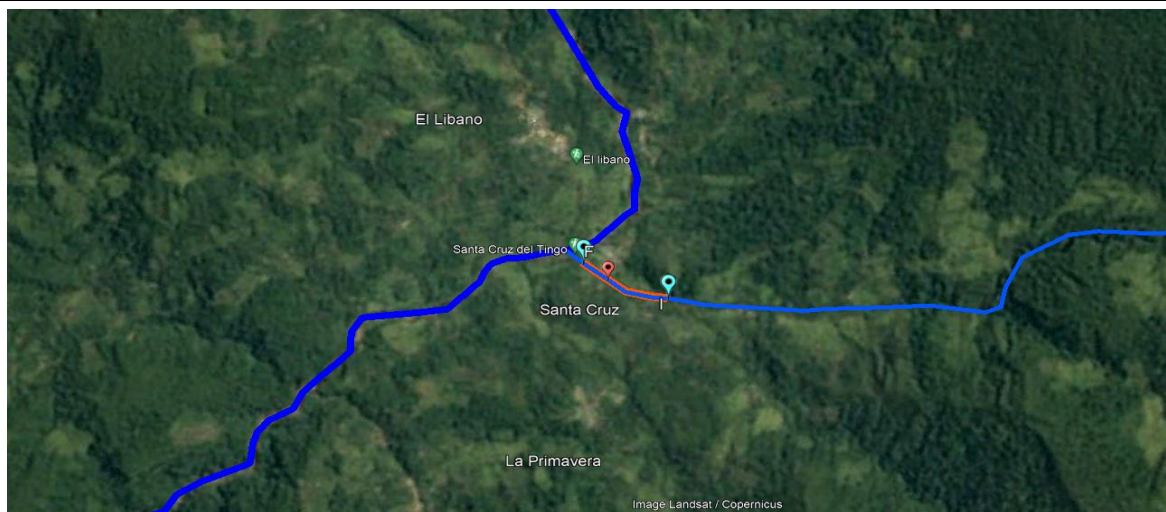 El Libano
El libano
Santa Cruz del Tingo
F
I
Santa Cruz
La Primavera
Image Landsat / Copernicus